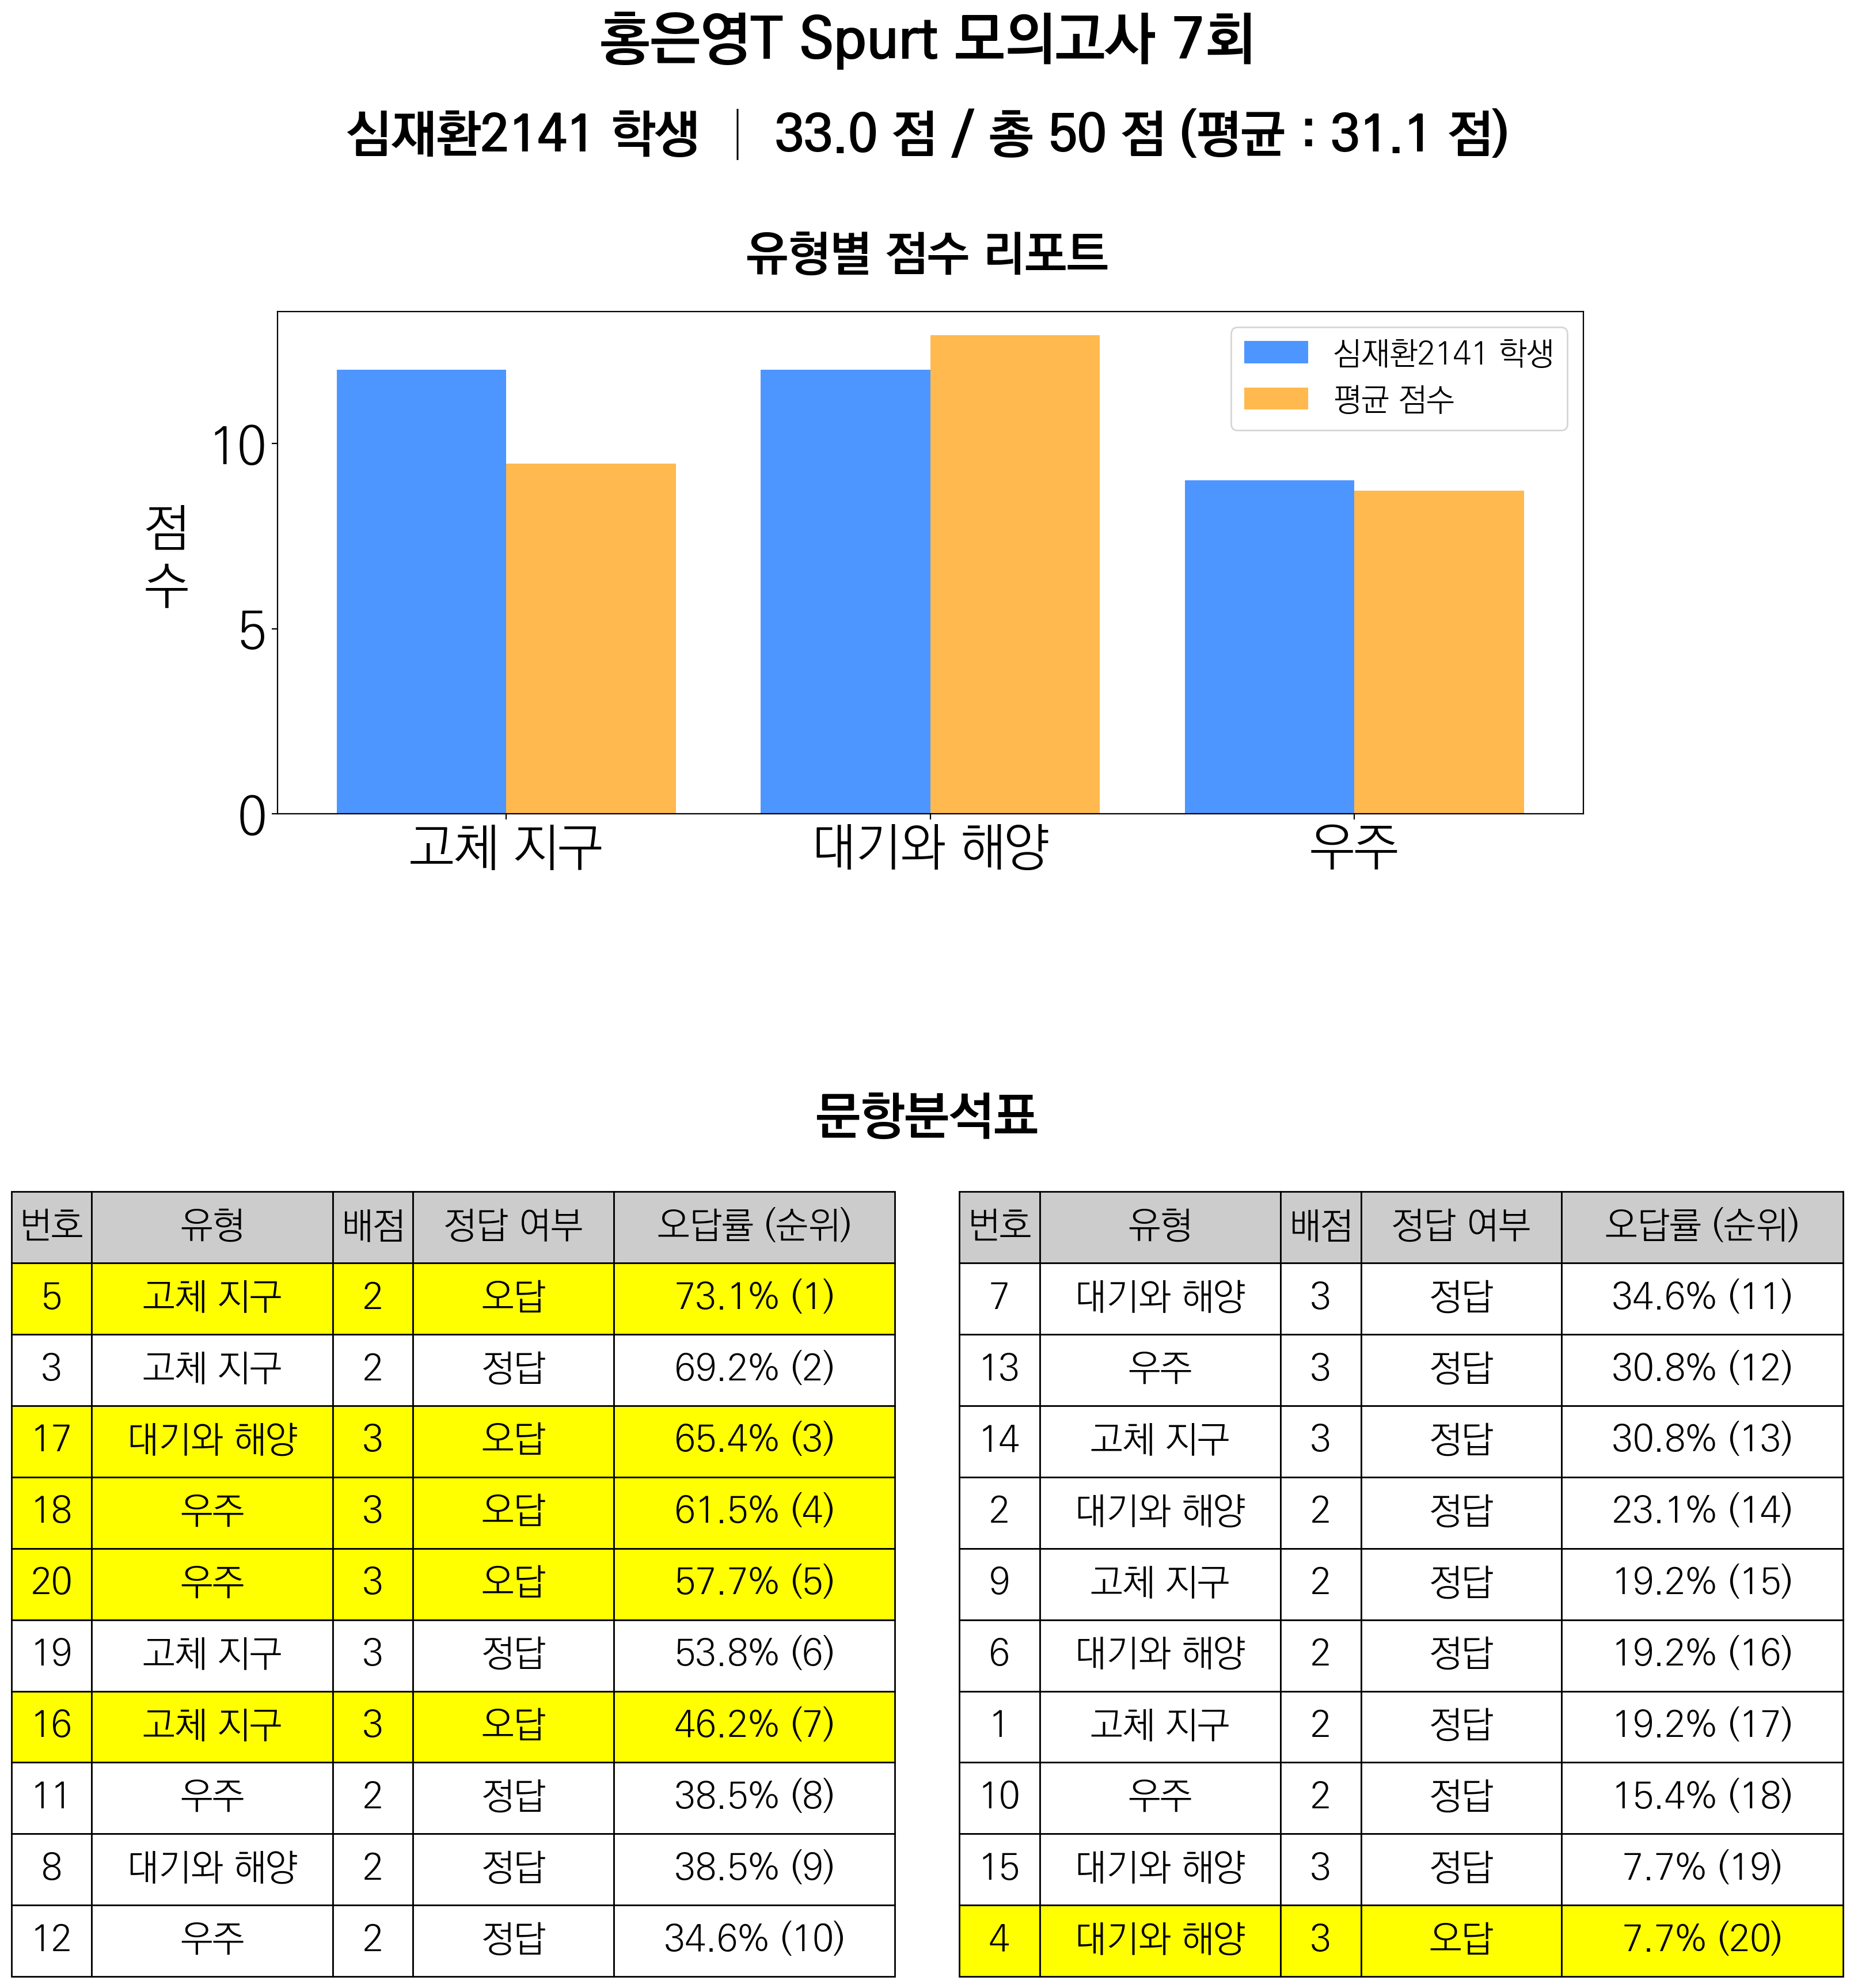 홍은영T Spurt 모의고사 7회
심재환2141 학생 │ 33.0 점 / 총 50 점 (평균 : 31.1 점)
유형별 점수 리포트
심재환2141 학생
평균 점수
10
5
0
점
수
고체 지구 대기와 해양 우주
문항분석표
번호 유형 배점 정답 여부 오답률 (순위)
5 고체 지구 2 오답 73.1% (1)
3 고체 지구 2 정답 69.2% (2)
17 대기와 해양 3 오답 65.4% (3)
18 우주 3 오답 61.5% (4)
20 우주 3 오답 57.7% (5)
19 고체 지구 3 정답 53.8% (6)
16 고체 지구 3 오답 46.2% (7)
11 우주 2 정답 38.5% (8)
8 대기와 해양 2 정답 38.5% (9)
12 우주 2 정답 34.6% (10)
번호 유형 배점 정답 여부 오답률 (순위)
7 대기와 해양 3 정답 34.6% (11)
13 우주 3 정답 30.8% (12)
14 고체 지구 3 정답 30.8% (13)
2 대기와 해양 2 정답 23.1% (14)
9 고체 지구 2 정답 19.2% (15)
6 대기와 해양 2 정답 19.2% (16)
1 고체 지구 2 정답 19.2% (17)
10 우주 2 정답 15.4% (18)
15 대기와 해양 3 정답 7.7% (19)
4 대기와 해양 3 오답 7.7% (20)